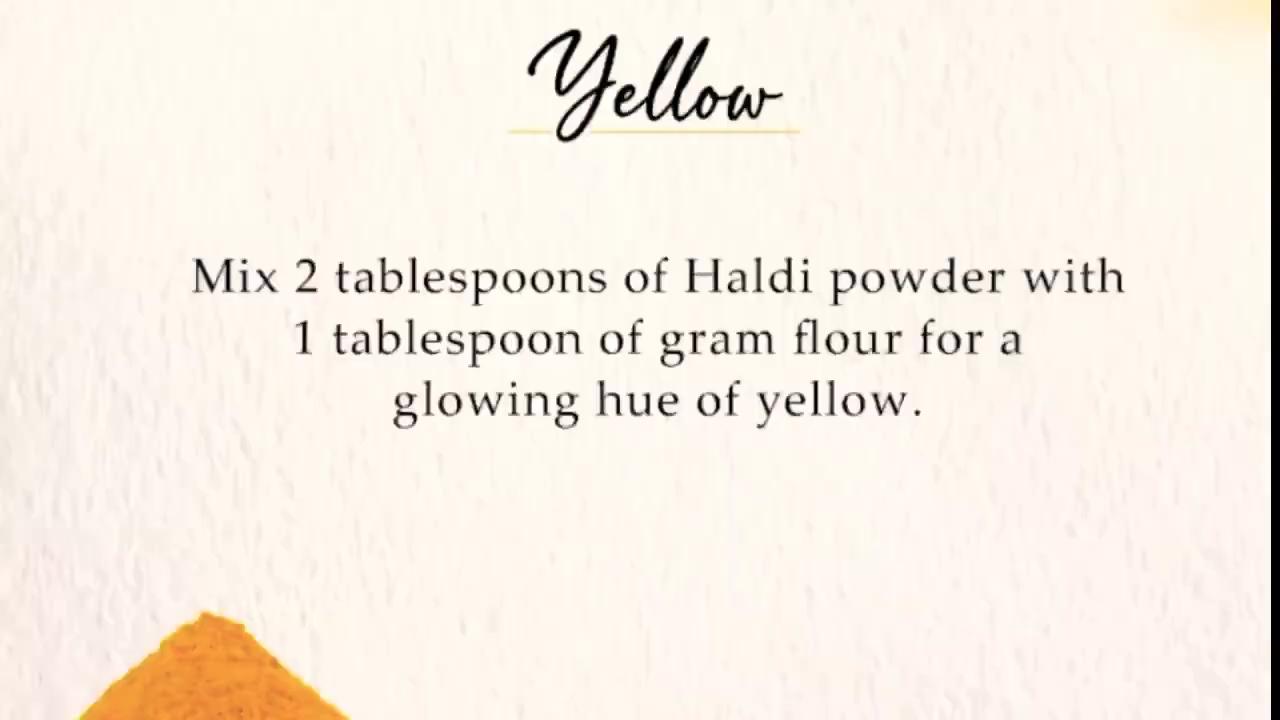 Yellow
Mix 2 tablespoons of Haldi powder with
1 tablespoon of gram flour for a
glowing hue of yellow.